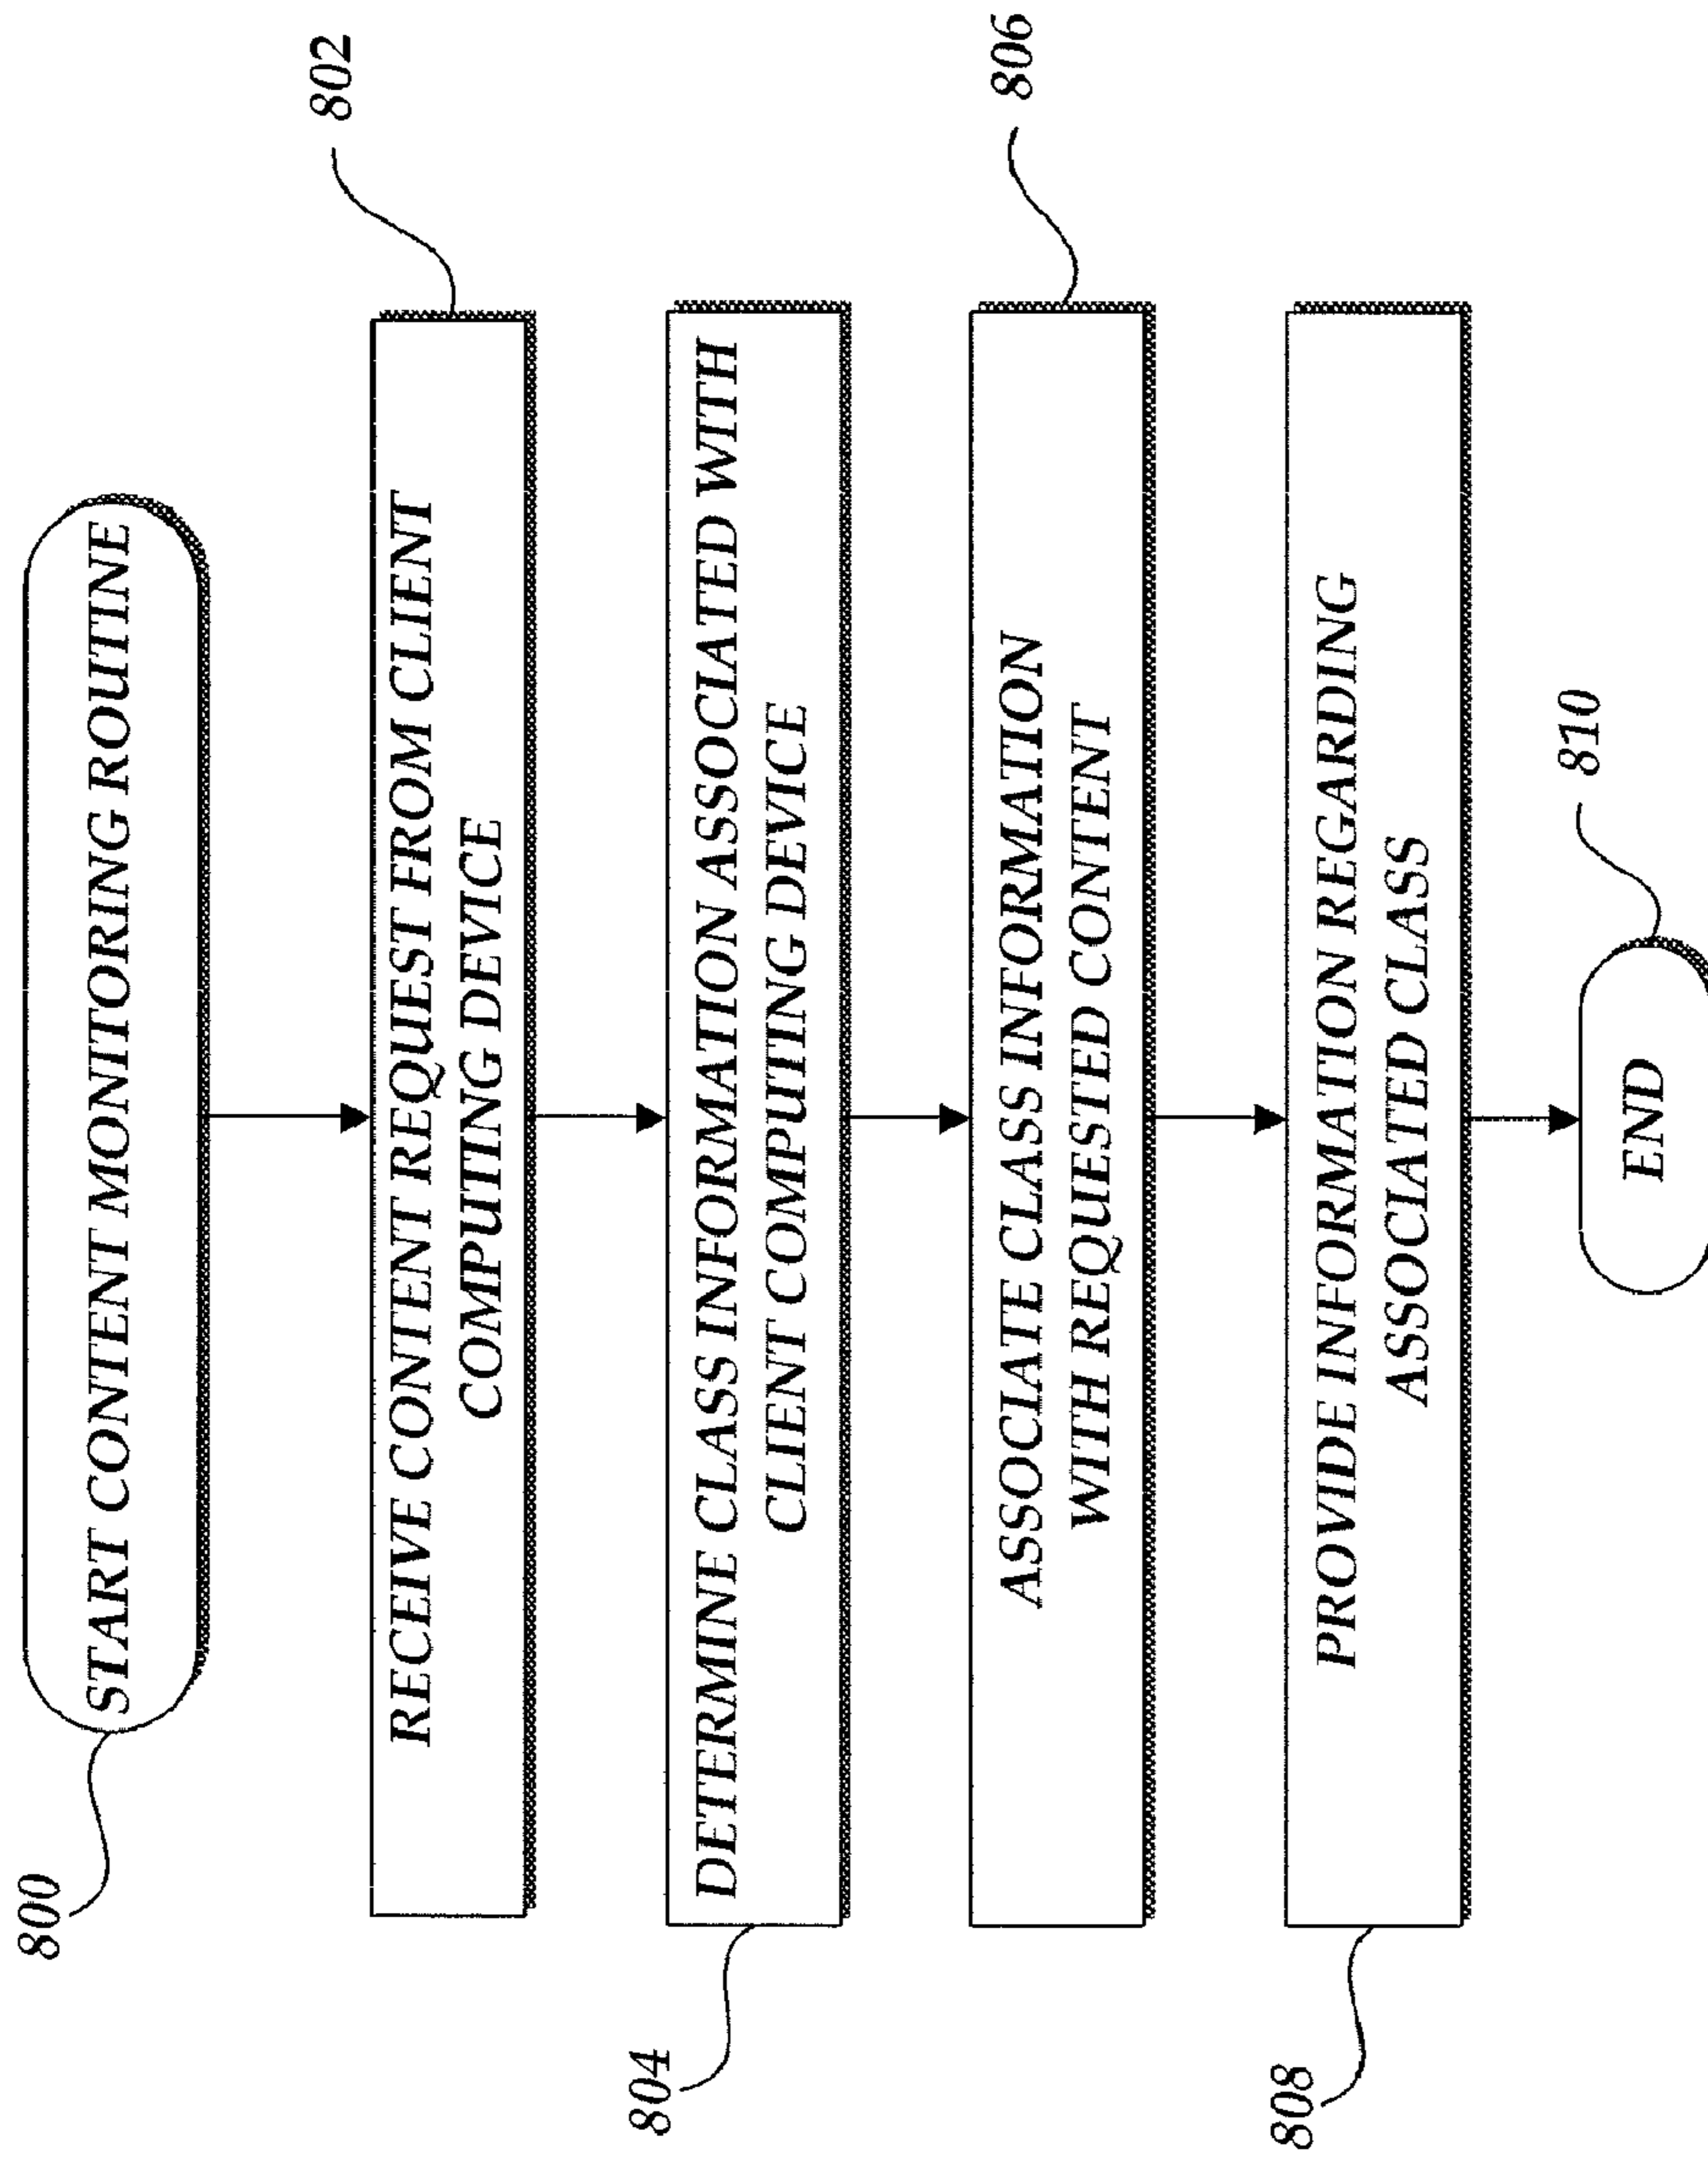 800
START CONTENT MONITORING ROUTINE
802
RECEIVE CONTENT REQUEST FROM CLIENT
COMPUTING DEVICE
804
DETERMINE CLASS INFORMATION ASSOCIATED WITH
CLIENT COMPUTING DEVICE
806
ASSOCIATE CLASS INFORMATION
WITH REQUESTED CONTENT
808
PROVIDE INFORMATION REGARDING
ASSOCIATED CLASS
810
END